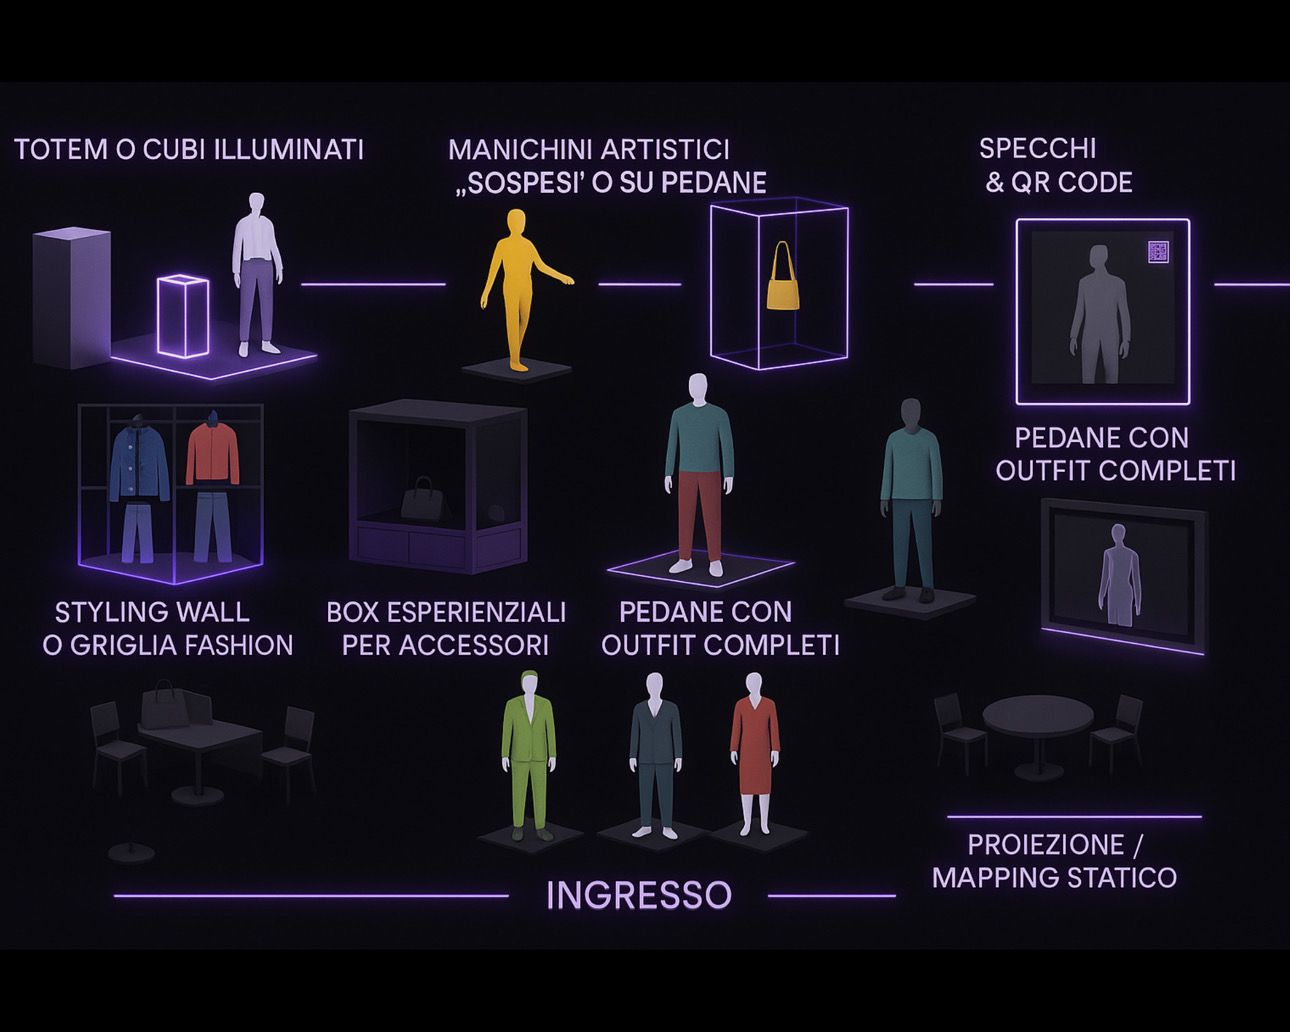 TOTEM O CUBI ILLUMINATI
MANICHINI ARTISTICI
„SOSPESI’ O SU PEDANE
SPECCHI
& QR CODE
PEDANE CON
OUTFIT COMPLETI
STYLING WALL
O GRIGLIA FASHION
BOX ESPERIENZIALI
PER ACCESSORI
PEDANE CON
OUTFIT COMPLETI
PROIEZIONE /
MAPPING STATICO
INGRESSO